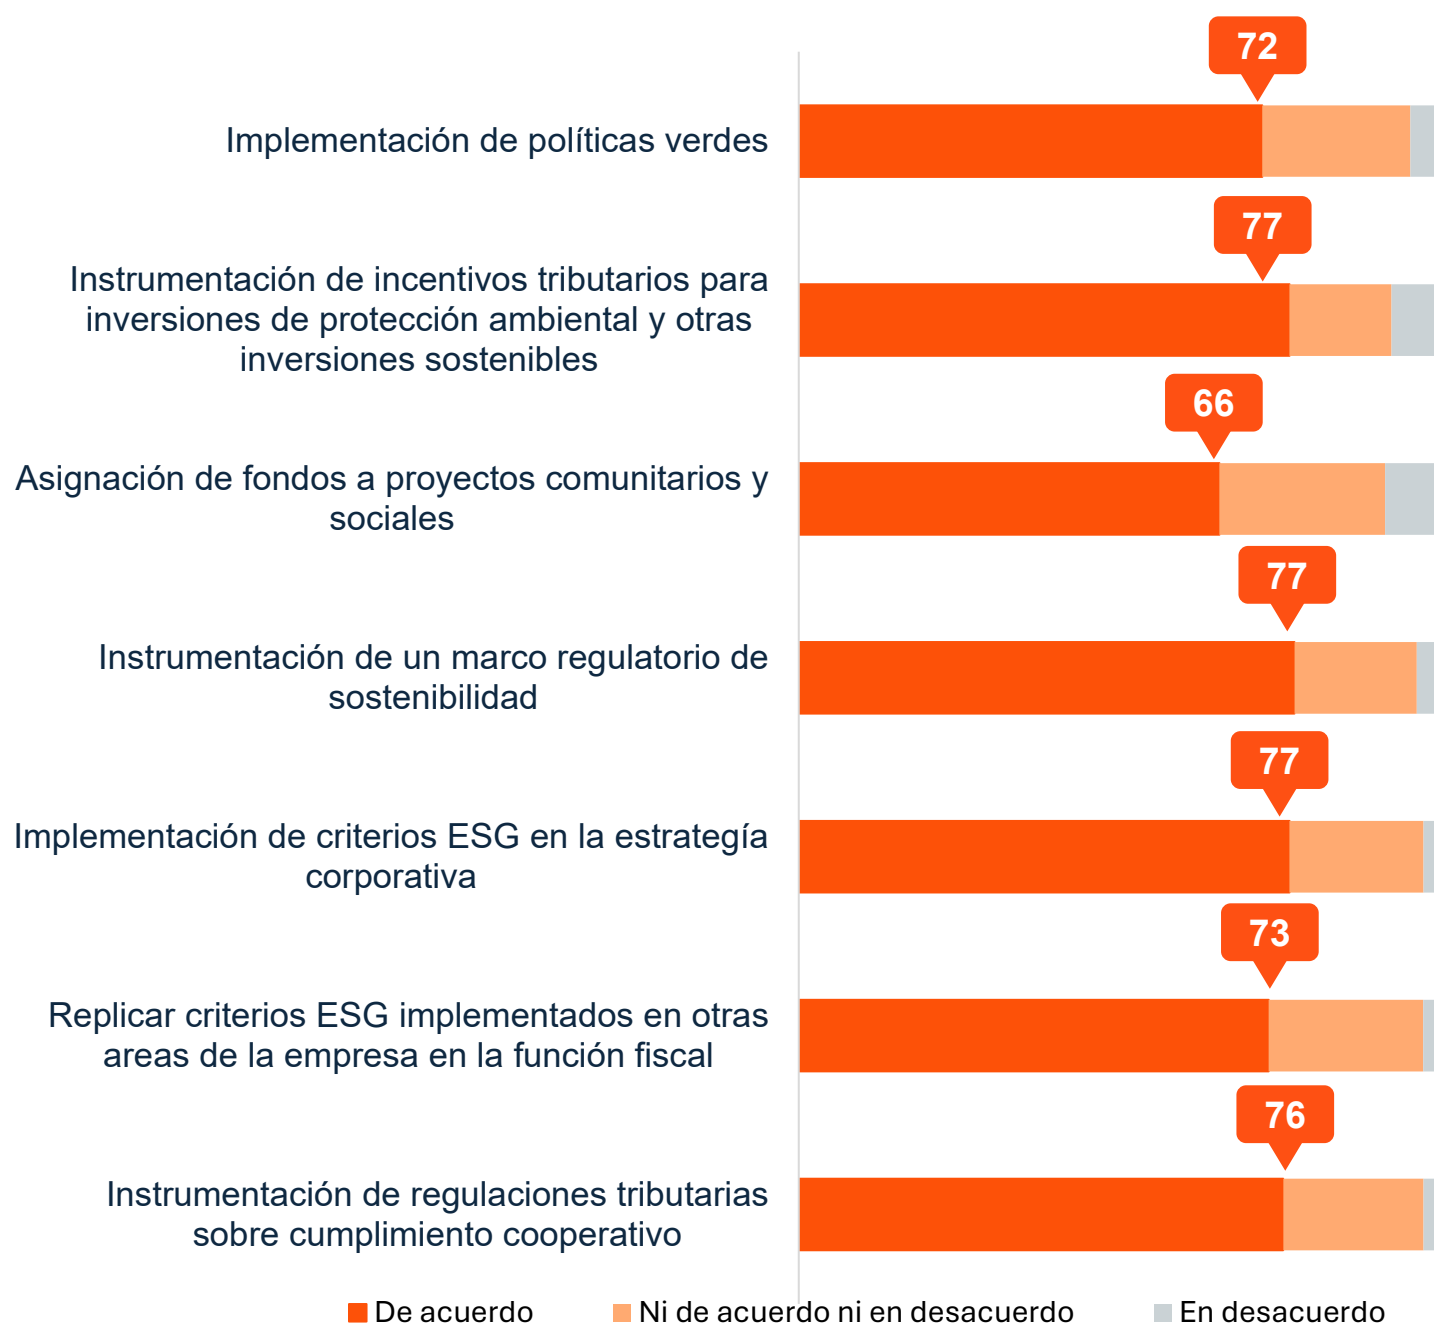 72
Implementación de políticas verdes
77
Instrumentación de incentivos tributarios para
inversiones de protección ambiental y otras
inversiones sostenibles
66
Asignación de fondos a proyectos comunitarios y
sociales
77
Instrumentación de un marco regulatorio de
sostenibilidad
77
Implementación de criterios ESG en la estrategía
corporativa
73
Replicar criterios ESG implementados en otras
areas de la empresa en la función fiscal
76
Instrumentación de regulaciones tributarias
sobre cumplimiento cooperativo
De acuerdo Ni de acuerdo ni en desacuerdo En desacuerdo